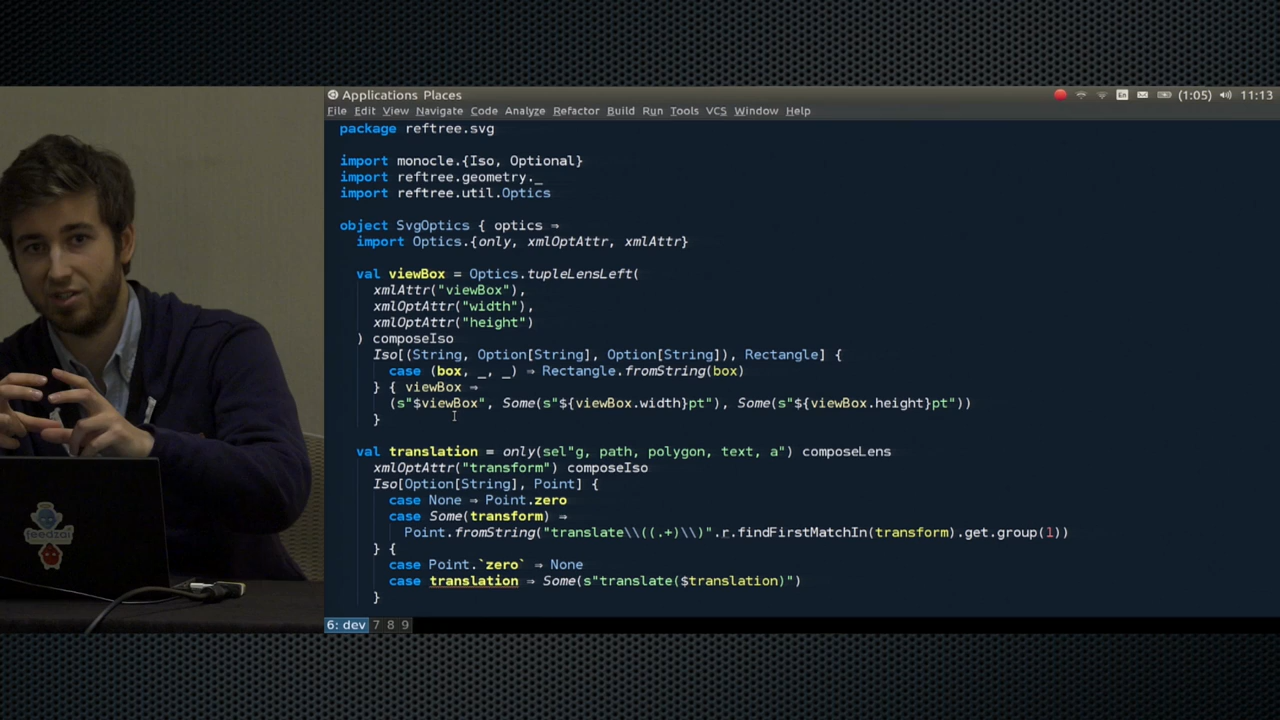 Applications Places
(1:05) 11:13
File Edit View Navigate Code Analyze Refactor Build Run Tools VCS Window Help
package reftree.svg
import monocle.{Iso, Optional}
import reftree.geometry._
import reftree.util.Optics
object SvgOptics { optics ⇒
import Optics.{only, xmlOptAttr, xmlAttr}
val viewBox = Optics.tupleLensLeft(
xmlAttr("viewBox"),
xmlOptAttr("width"),
xmlOptAttr("height")
) composeIso
Iso[(String, Option[String], Option[String]), Rectangle] {
case (box, _, _) ⇒ Rectangle.fromString(box)
} { viewBox ⇒
(s"$viewBox", Some(s"${viewBox.width}pt"), Some(s"${viewBox.height}pt"))
}
val translation = only(sel"g, path, polygon, text, a") composeLens
xmlOptAttr("transform") composeIso
Iso[Option[String], Point] {
case None ⇒ Point.zero
case Some(transform) ⇒
Point.fromString("translate\\((.+)\\)".r.findFirstMatchIn(transform).get.group(1))
} {
case Point.`zero` ⇒ None
case translation ⇒ Some(s"translate($translation)")
}
6: dev 7 8 9
feedzai